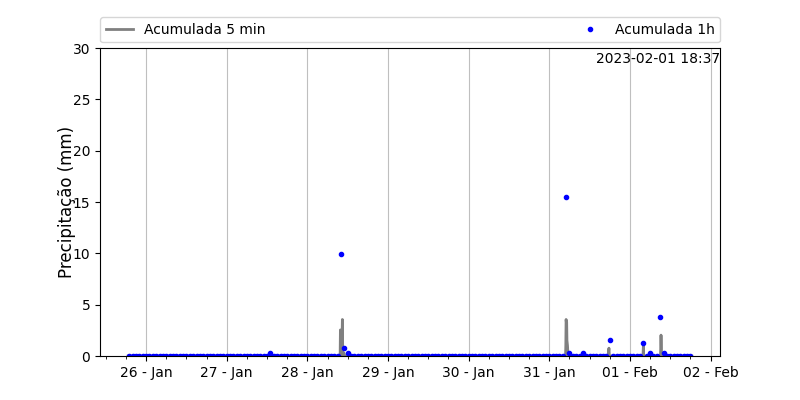 Acumulada 5 min Acumulada 1h
2023-02-01 18:37
Precipitação (mm)
30
25
20
15
10
5
0
26 - Jan 27 - Jan 28 - Jan 29 - Jan 30 - Jan 31 - Jan 01 - Feb 02 - Feb